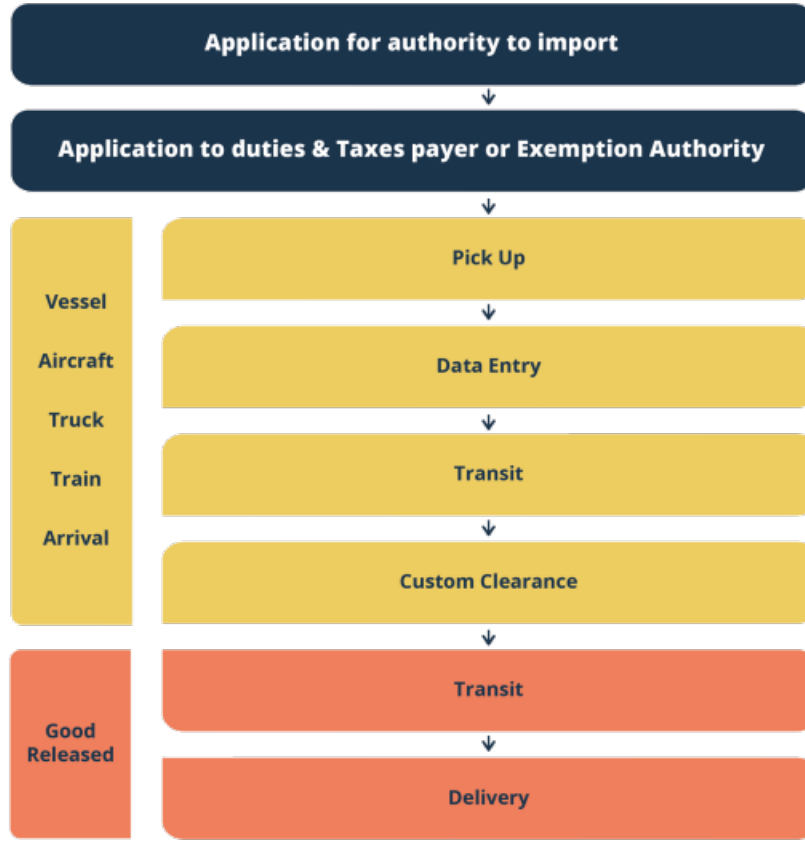 Application for authority to import
Application to duties & Taxes payer or Exemption Authority
Vessel
Aircraft
Truck
Train
Arrival
Pick Up
Data Entry
Transit
Custom Clearance
Good
Released
Transit
Delivery